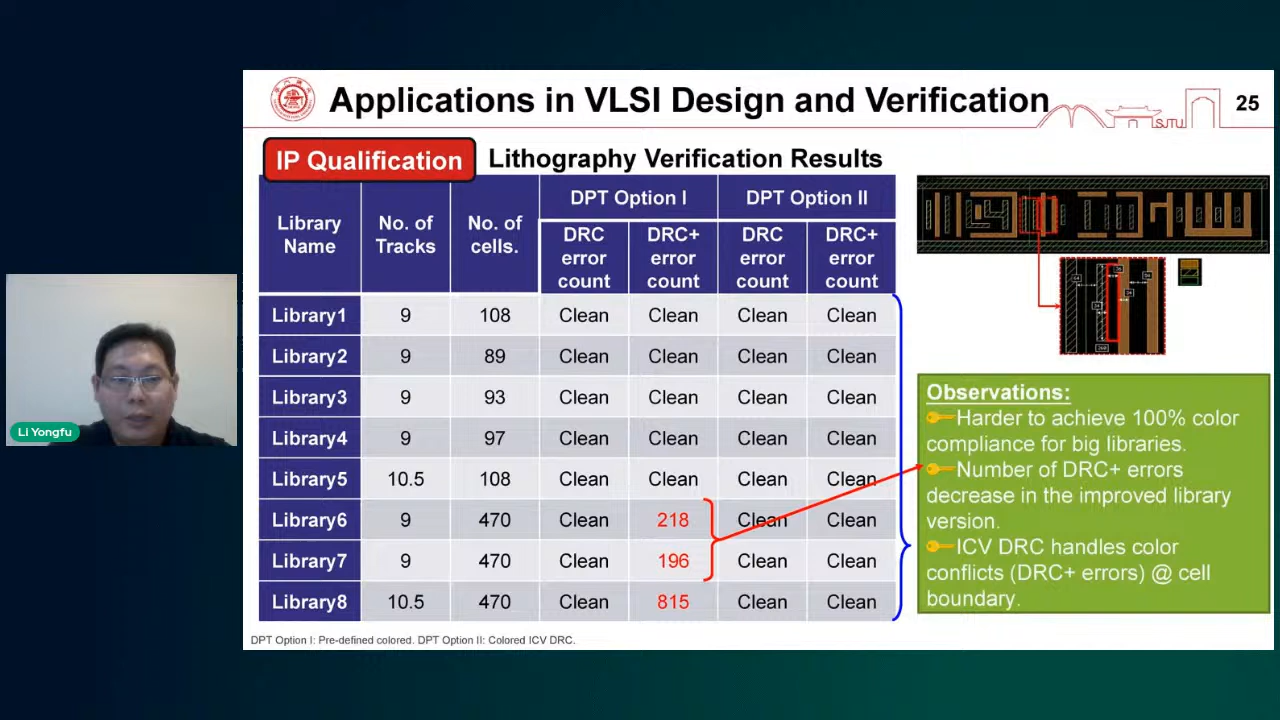 Applications in VLSI Design and Verification
SJTU
25
IP Qualification
Lithography Verification Results
Library Name No. of Tracks No. of cells. DPT Option I DPT Option II
DRC error count DRC+ error count DRC error count DRC+ error count
Library1 9 108 Clean Clean Clean Clean
Library2 9 89 Clean Clean Clean Clean
Library3 9 93 Clean Clean Clean Clean
Library4 9 97 Clean Clean Clean Clean
Library5 10.5 108 Clean Clean Clean Clean
Library6 9 470 Clean 218 Clean Clean
Library7 9 470 Clean 196 Clean Clean
Library8 10.5 470 Clean 815 Clean Clean
Observations:
Harder to achieve 100% color
compliance for big libraries.
Number of DRC+ errors
decrease in the improved library
version.
ICV DRC handles color
conflicts (DRC+ errors) @ cell
boundary.
DPT Option I: Pre-defined colored. DPT Option II: Colored ICV DRC.
Li Yongfu